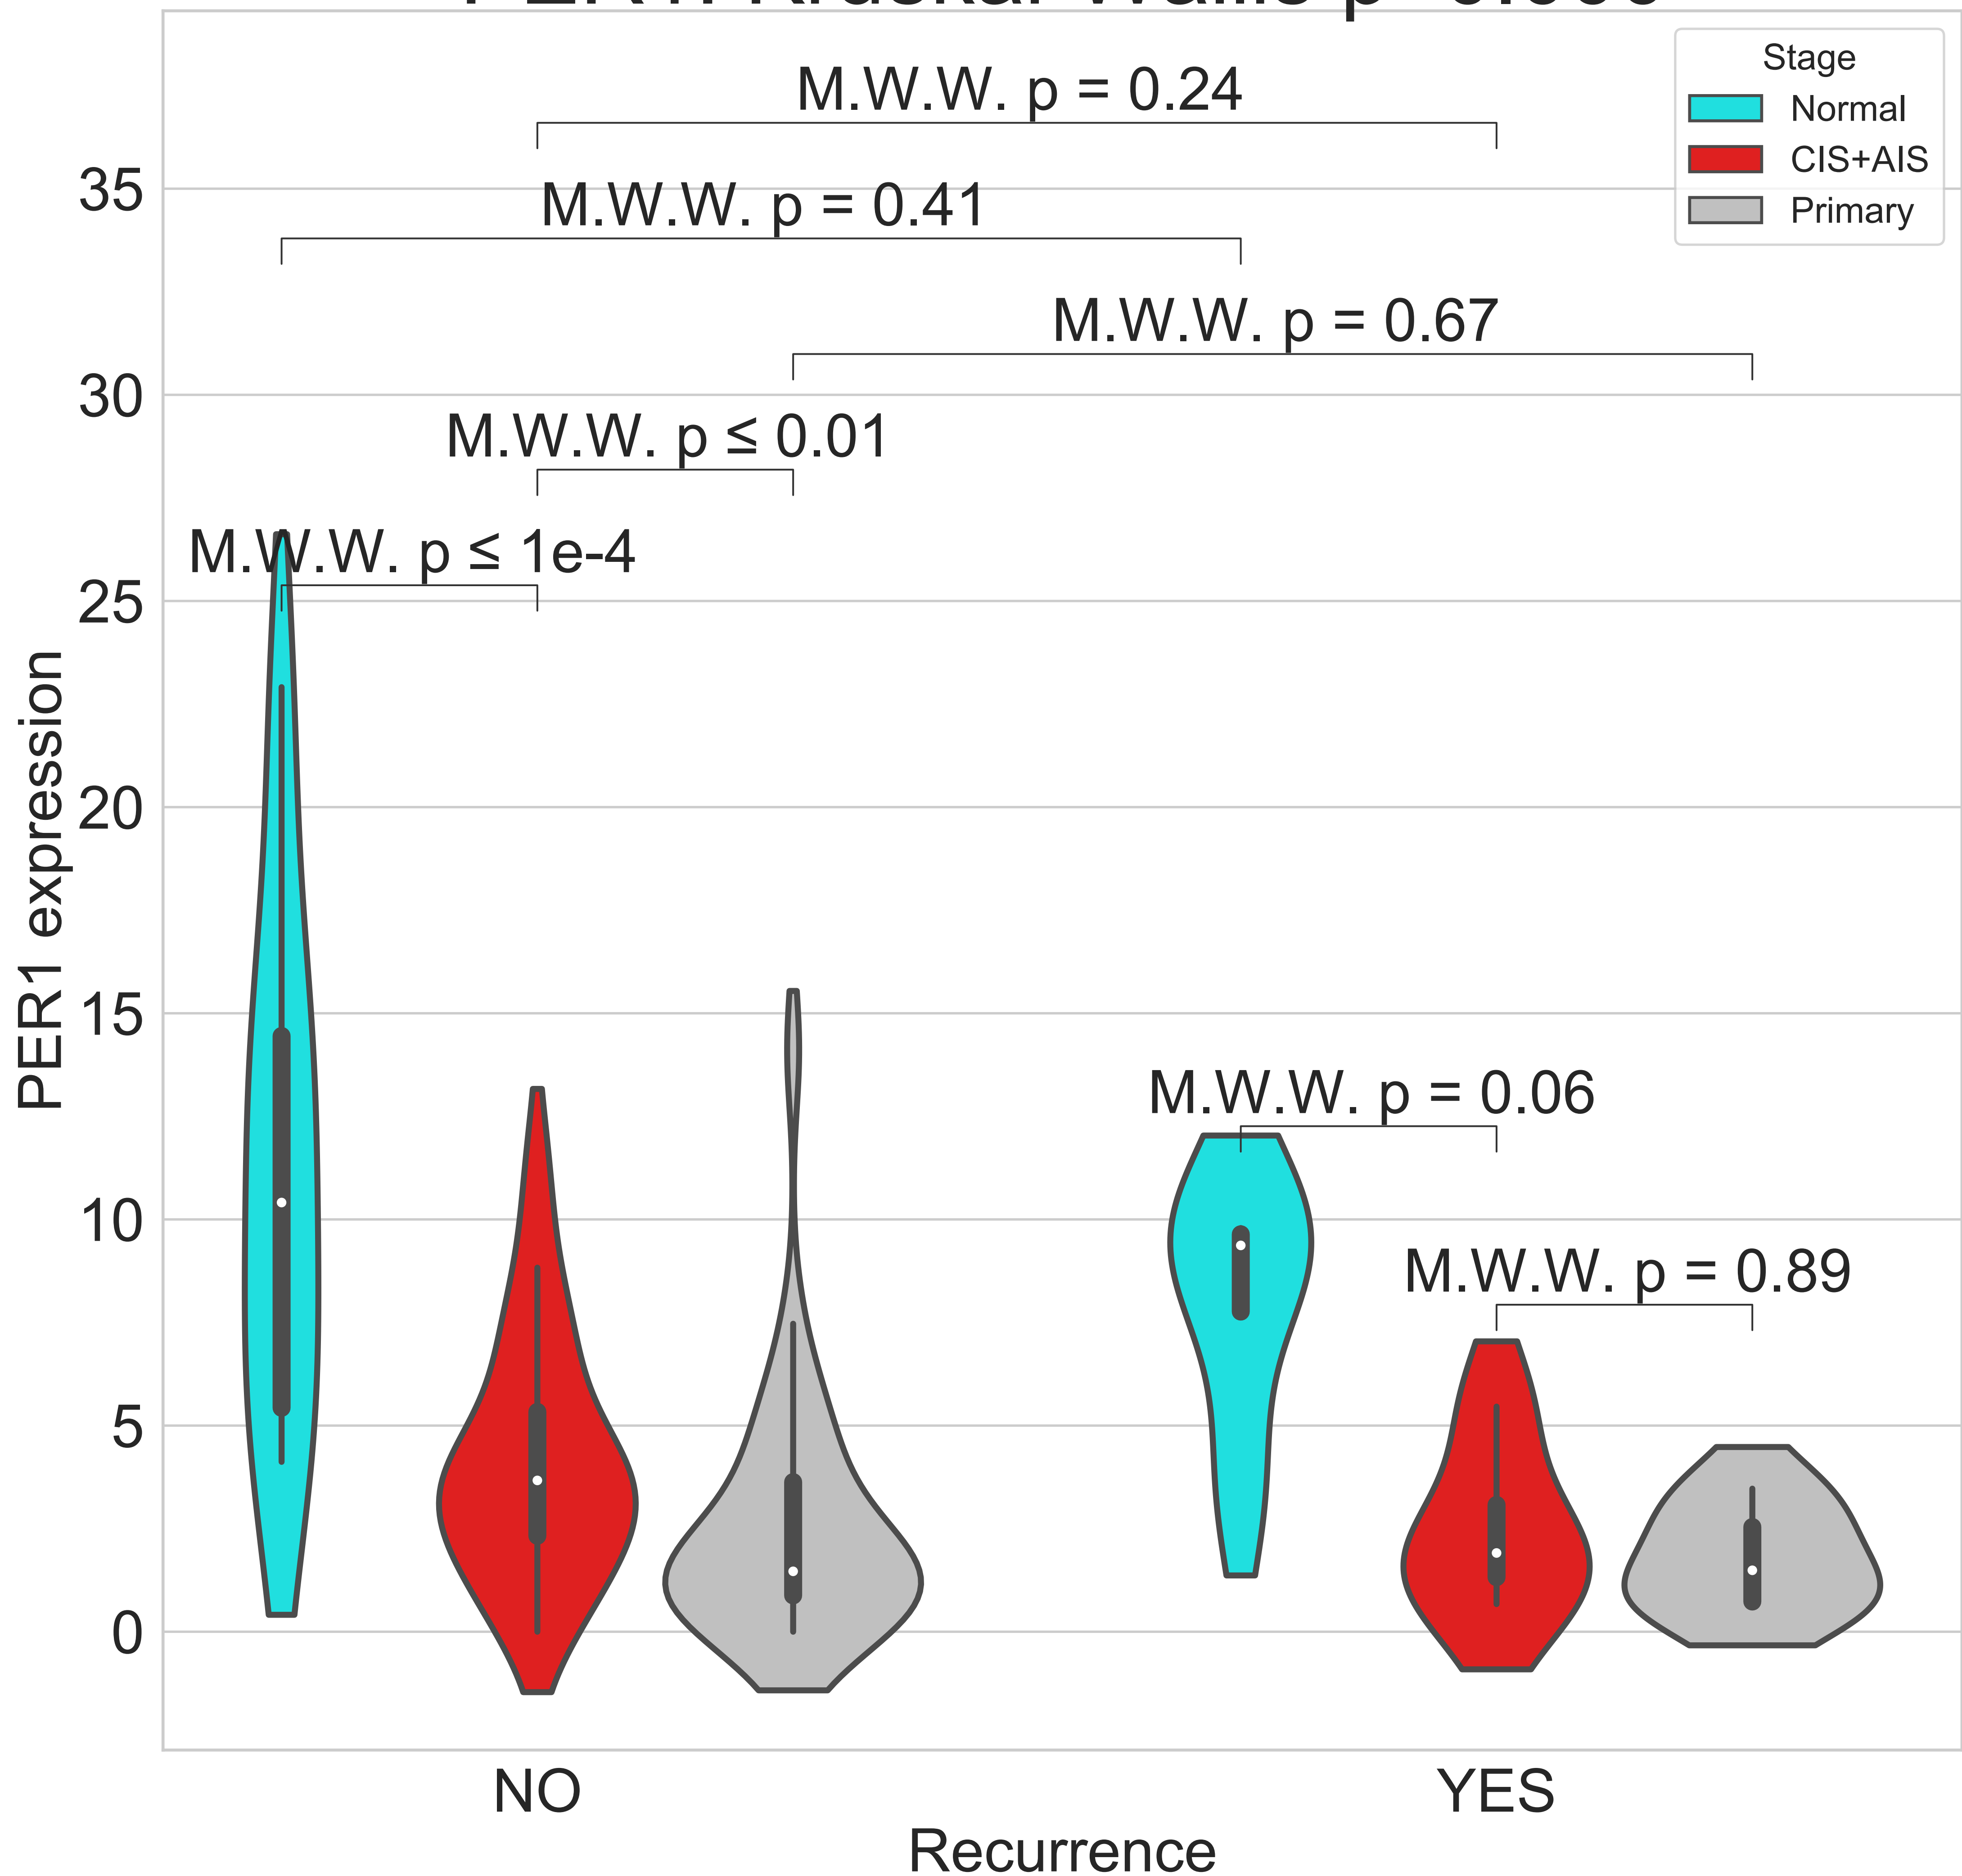 Stage
Normal
CIS+AIS
Primary
M.W.W. p = 0.24
M.W.W. p = 0.41
M.W.W. p = 0.67
M.W.W. p ≤ 0.01
M.W.W. p ≤ 1e-4
M.W.W. p = 0.06
M.W.W. p = 0.89
PER1 expression
35
30
25
20
15
10
5
0
NO
YES
Recurrence